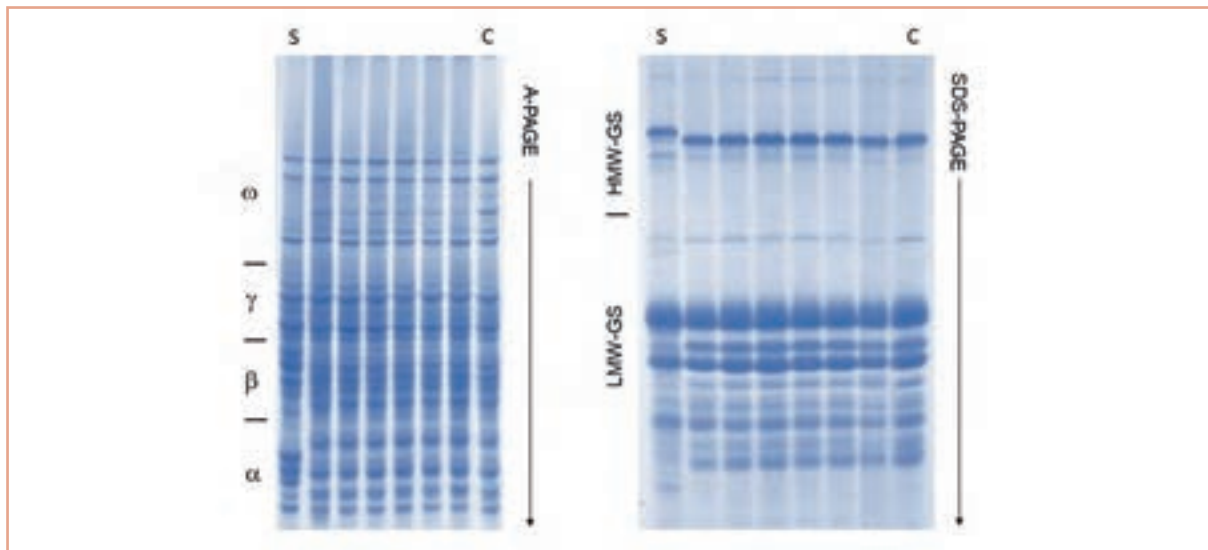 S C
A-PAGE
ω
γ
β
α
S C
HMW-GS
LMW-GS
SDS-PAGE